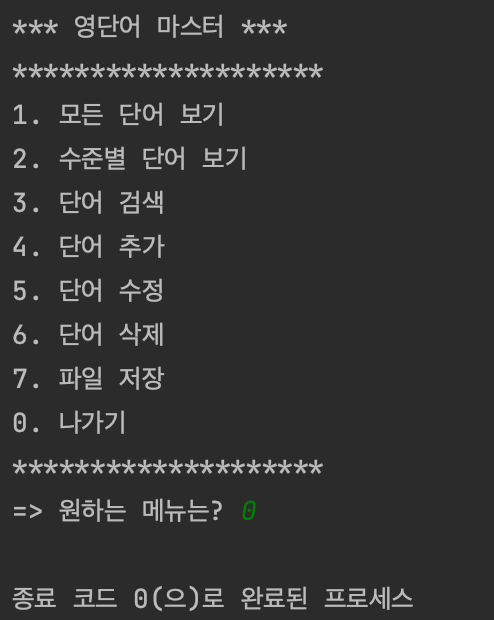 *** 영단어 마스터 ***
********************
1. 모든 단어 보기
2. 수준별 단어 보기
3. 단어 검색
4. 단어 추가
5. 단어 수정
6. 단어 삭제
7. 파일 저장
0. 나가기
********************
=> 원하는 메뉴는? 0
종료 코드 0(으)로 완료된 프로세스